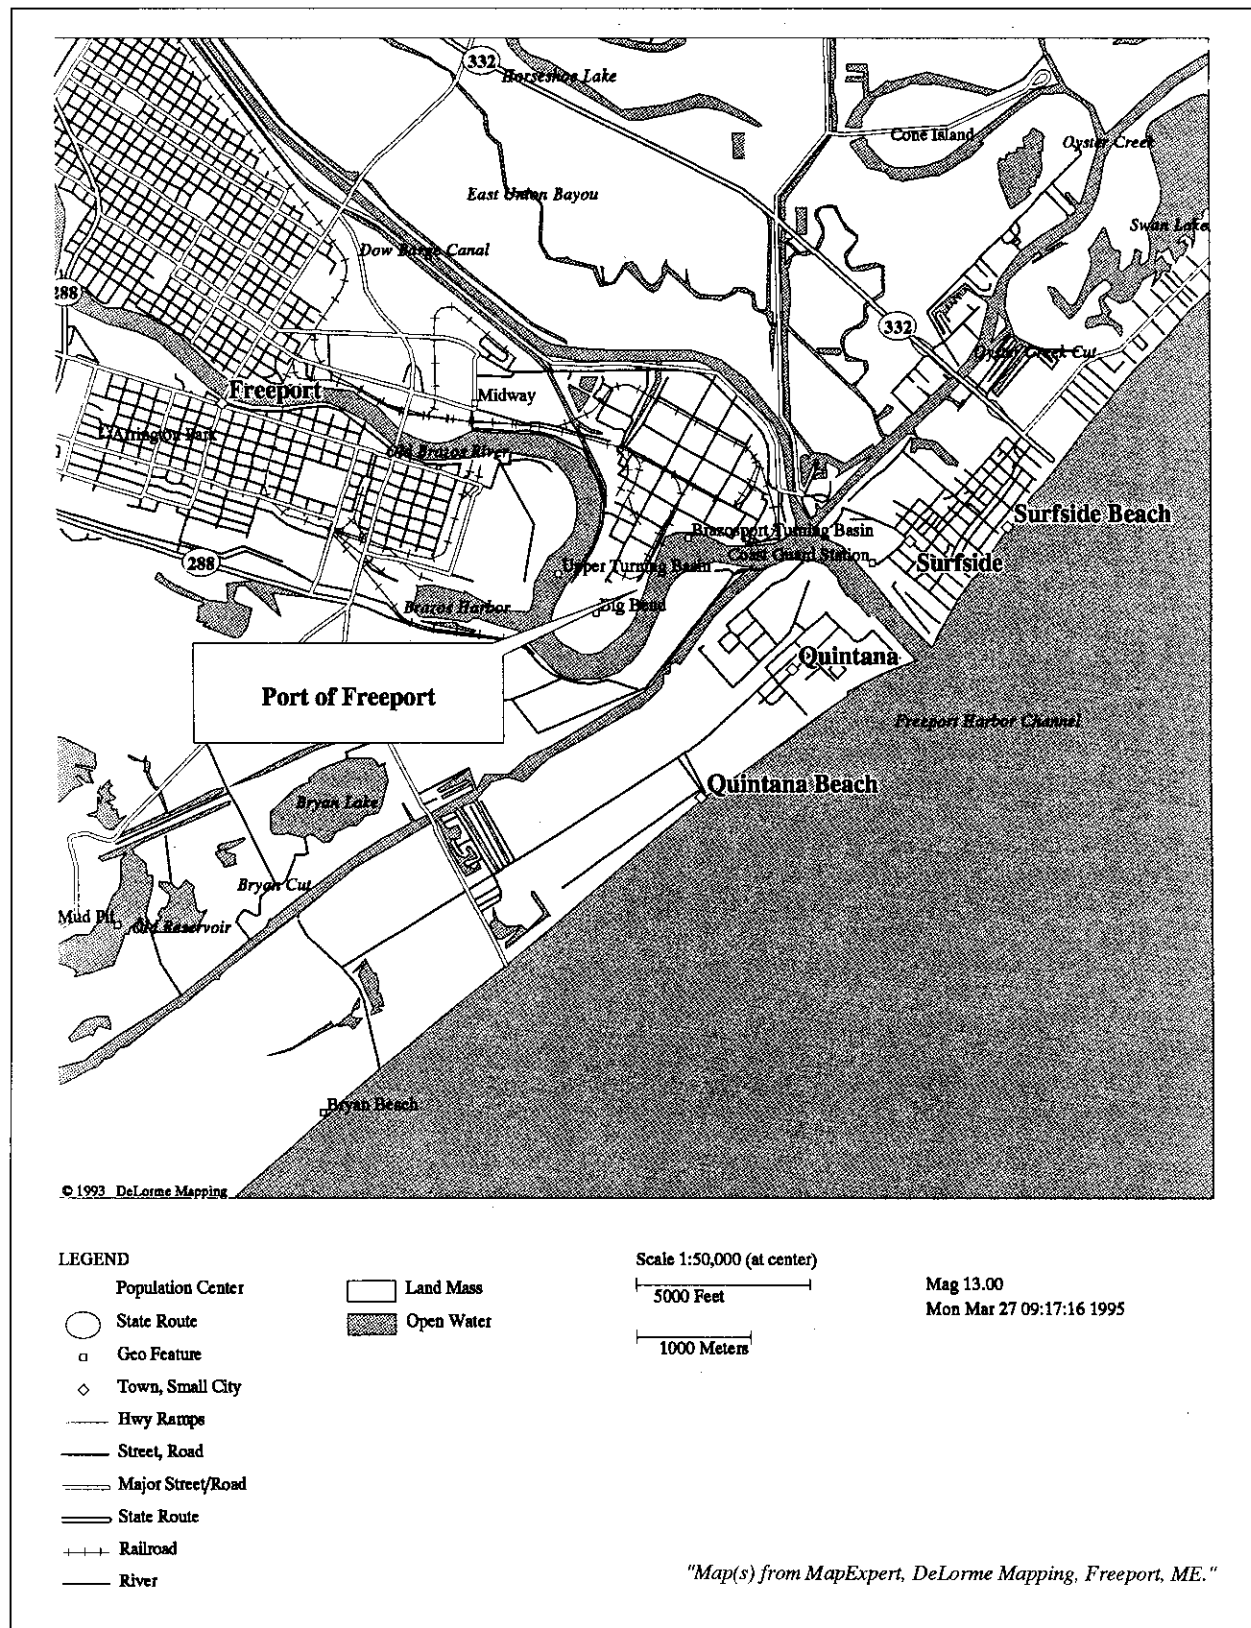 332
Horseshoe Lake
Cone Island
Oyster Creek
East Union Bayou
Swan Lake
Dow Barge Canal
288
332
Oyster Creek Cut
Freeport
Midway
Arrington Park
Old Brazos River
Surfside Beach
Brazosport Turning Basin
Coast Guard Station
288
Upper Turning Basin
Surfside
Brazos Harbor
Big Bend
Quintana
Port of Freeport
Freeport Harbor Channel
Quintana Beach
Bryan Lake
Bryan Cut
Mud Pit
Old Reservoir
Bryan Beach
© 1993 DeLorme Mapping
LEGEND
Population Center
State Route
Geo Feature
Town, Small City
Hwy Ramps
Street, Road
Major Street/Road
State Route
Railroad
River
Land Mass
Open Water
Scale 1:50,000 (at center)
5000 Feet
1000 Meters
Mag 13.00
Mon Mar 27 09:17:16 1995
"Map(s) from MapExpert, DeLorme Mapping, Freeport, ME."